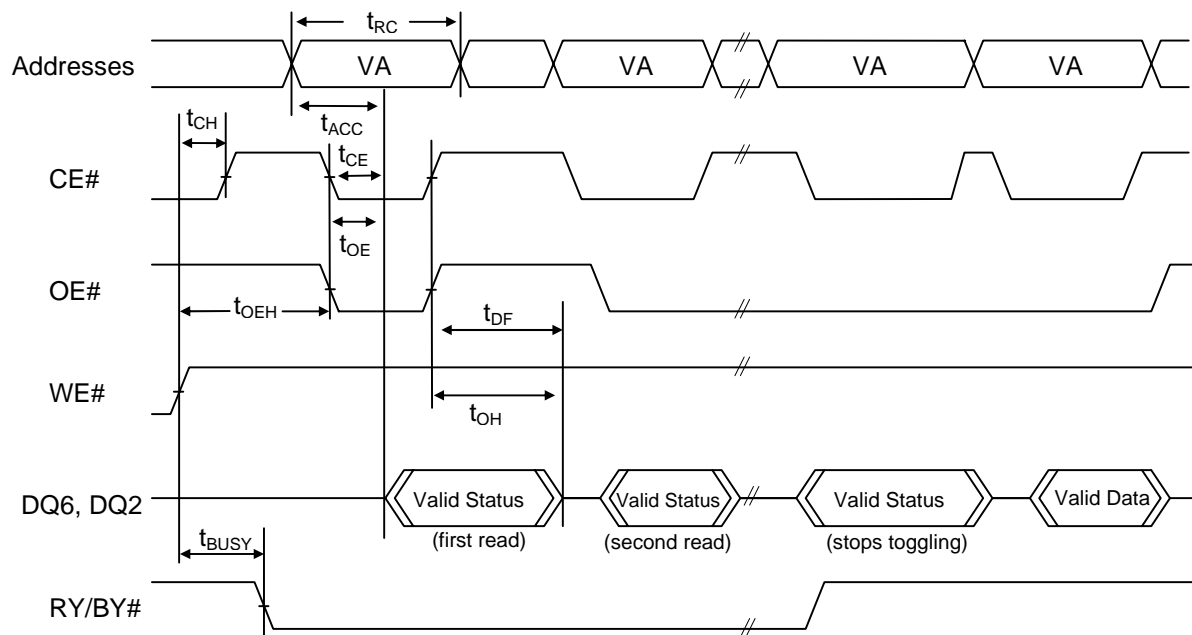 tRC
Addresses VA VA VA VA
tCH
tACC
tCE
CE#
tOE
OE#
tOEH
tDF
WE#
tOH
DQ6, DQ2 Valid Status Valid Status Valid Status Valid Data
(first read) (second read) (stops toggling)
tBUSY
RY/BY#